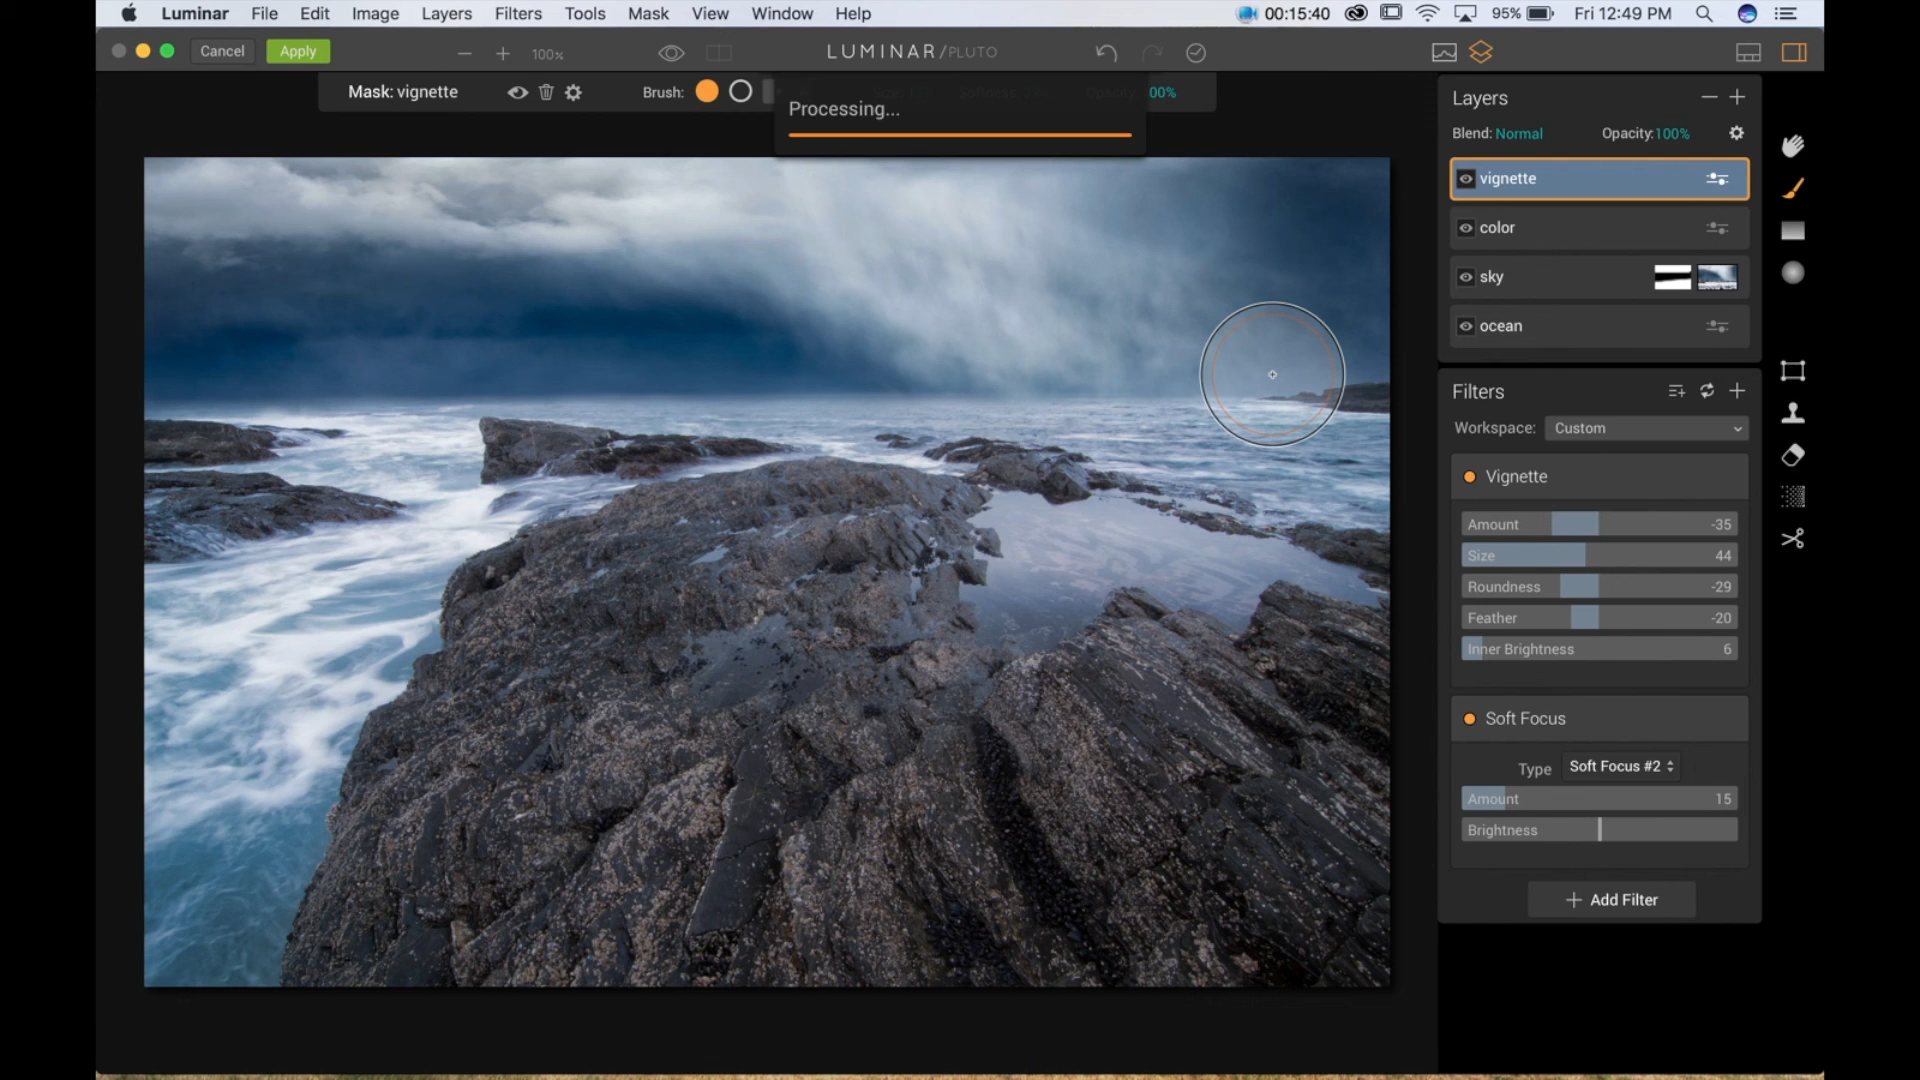 Luminar File Edit Image Layers Filters Tools Mask View Window Help 00:15:40 95% Fri 12:49 PM
Cancel Apply 100% LUMINAR/PLUTO
Mask: vignette Brush: Size: Softness: Opacity: 00%
Processing...
Layers
Blend: Normal Opacity:100%
vignette
color
sky
ocean
Filters
Workspace: Custom
Vignette
Amount -35
Size 44
Roundness -29
Feather -20
Inner Brightness 6
Soft Focus
Type Soft Focus #2
Amount 15
Brightness
Add Filter